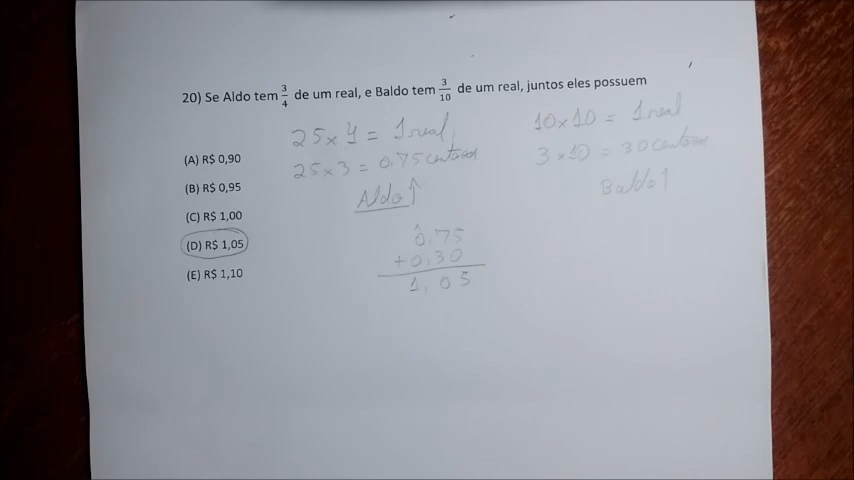 20) Se Aldo tem 3/4 de um real, e Baldo tem 3/10 de um real, juntos eles possuem
25 x 4 = 1 real
10 x 10 = 1 real
(A) R$ 0,90
25 x 3 = 0,75 centavos
3 x 10 = 30 centavos
(B) R$ 0,95
Aldo ↑
Baldo ↑
(C) R$ 1,00
(D) R$ 1,05
(E) R$ 1,10
1
0,75
+ 0,30
1,05